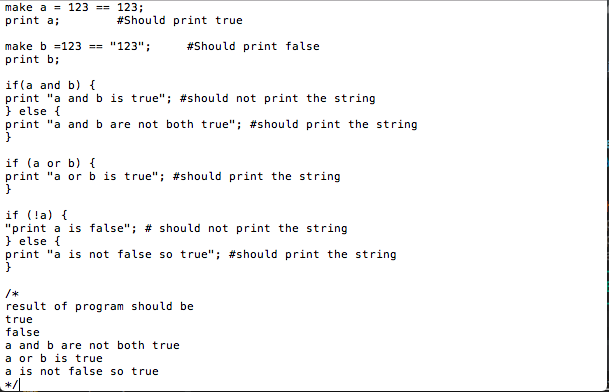 make a = 123 == 123;
print a;        #Should print true
make b =123 == "123";     #Should print false
print b;
if(a and b) {
print "a and b is true"; #should not print the string
} else {
print "a and b are not both true"; #should print the string
}
if (a or b) {
print "a or b is true"; #should print the string
}
if (!a) {
"print a is false"; # should not print the string
} else {
print "a is not false so true"; #should print the string
}
/*
result of program should be
true
false
a and b are not both true
a or b is true
a is not false so true
*/